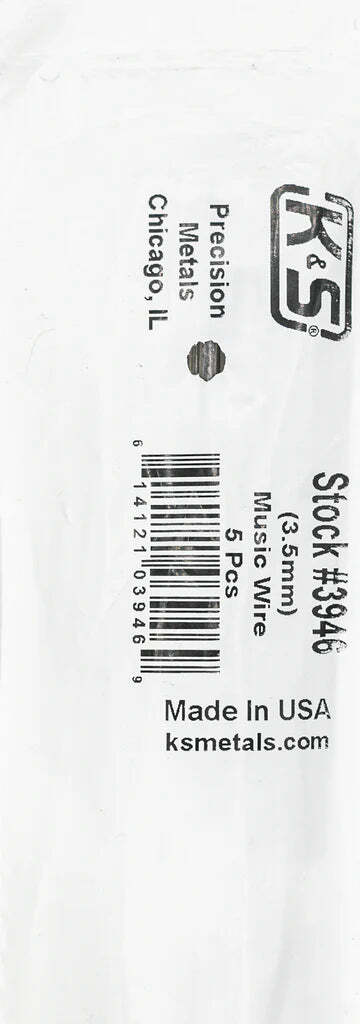 K&S®
Precision
Metals
Chicago, IL
Stock #3946
(3.5mm)
Music Wire
5 Pcs
6 14121 03946 9
Made In USA
ksmetals.com